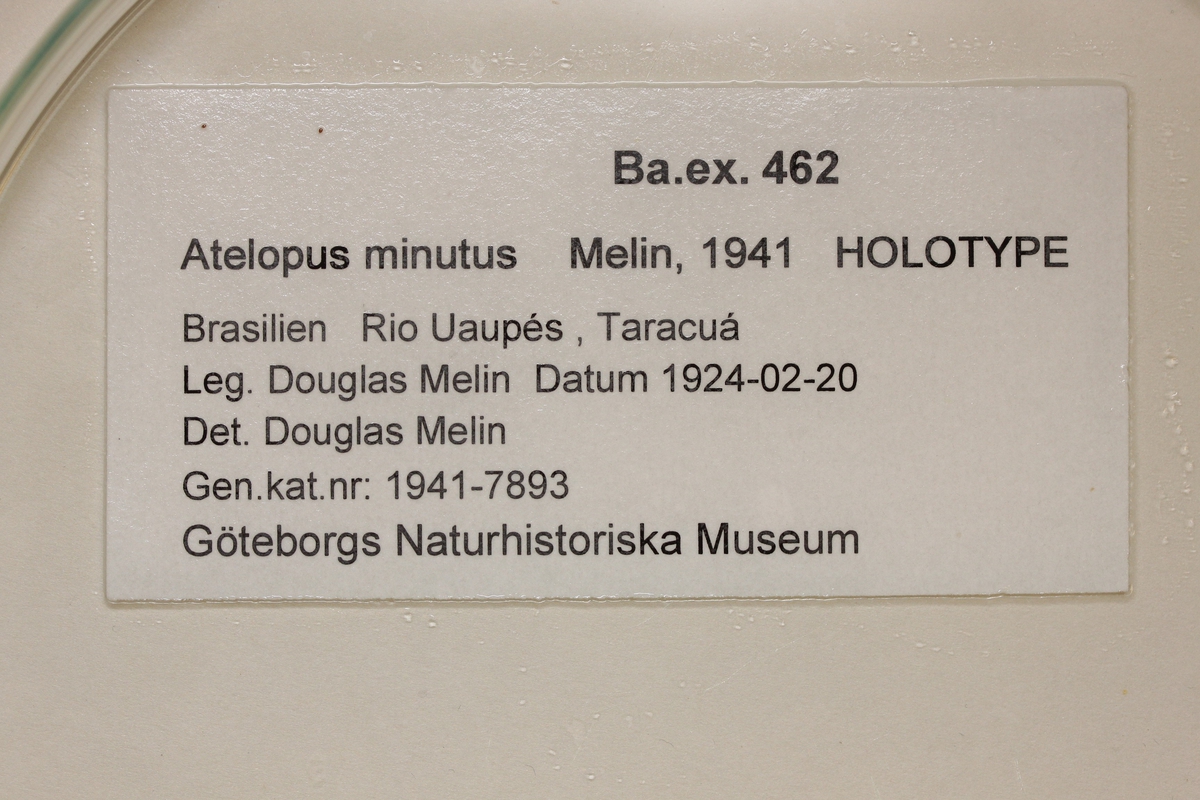 Ba.ex. 462
Atelopus minutus Melin, 1941 HOLOTYPE
Brasilien Rio Uaupés , Taracuá
Leg. Douglas Melin Datum 1924-02-20
Det. Douglas Melin
Gen.kat.nr: 1941-7893
Göteborgs Naturhistoriska Museum